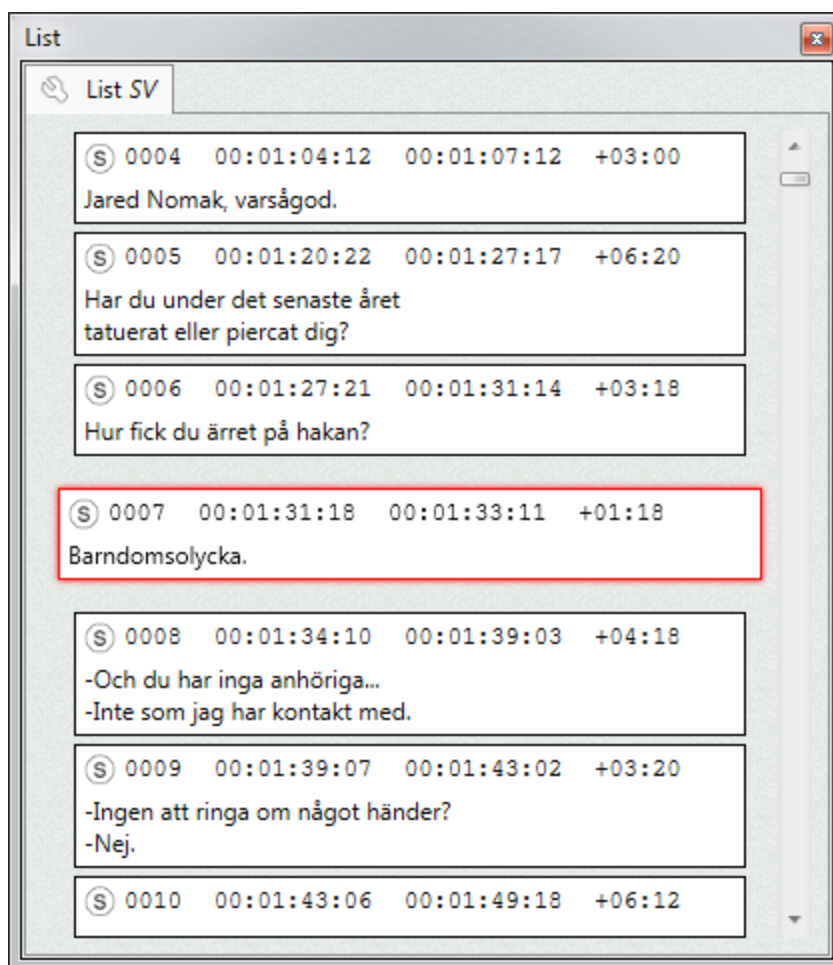 List
List SV
S 0004 00:01:04:12 00:01:07:12 +03:00
Jared Nomak, varsågod.
S 0005 00:01:20:22 00:01:27:17 +06:20
Har du under det senaste året
tatuerat eller piercat dig?
S 0006 00:01:27:21 00:01:31:14 +03:18
Hur fick du ärret på hakan?
S 0007 00:01:31:18 00:01:33:11 +01:18
Barndomsolycka.
S 0008 00:01:34:10 00:01:39:03 +04:18
-Och du har inga anhöriga...
-Inte som jag har kontakt med.
S 0009 00:01:39:07 00:01:43:02 +03:20
-Ingen att ringa om något händer?
-Nej.
S 0010 00:01:43:06 00:01:49:18 +06:12